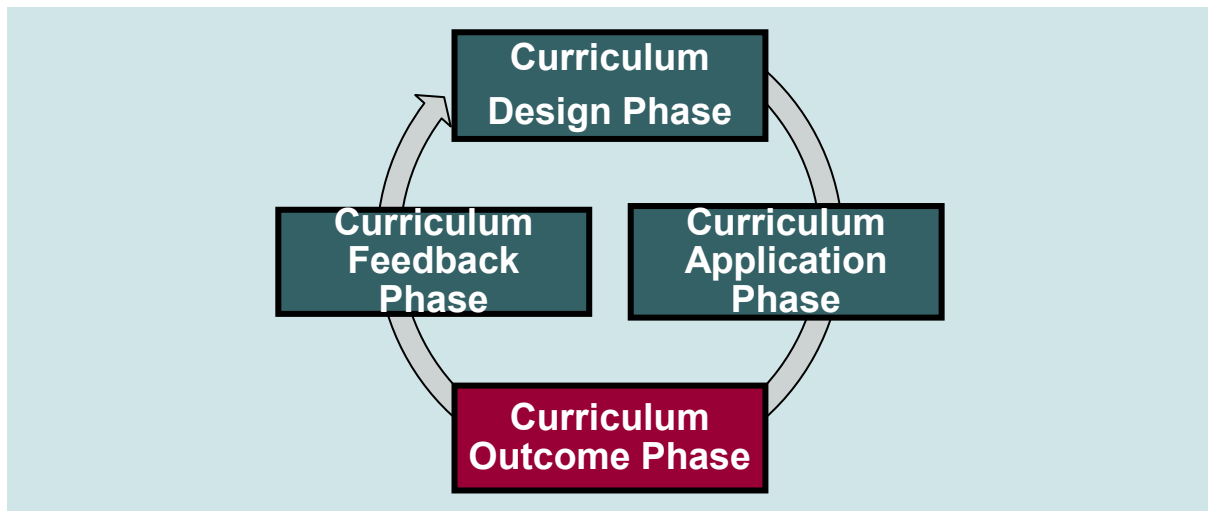 Curriculum
Design Phase
Curriculum
Feedback
Phase
Curriculum
Application
Phase
Curriculum
Outcome Phase